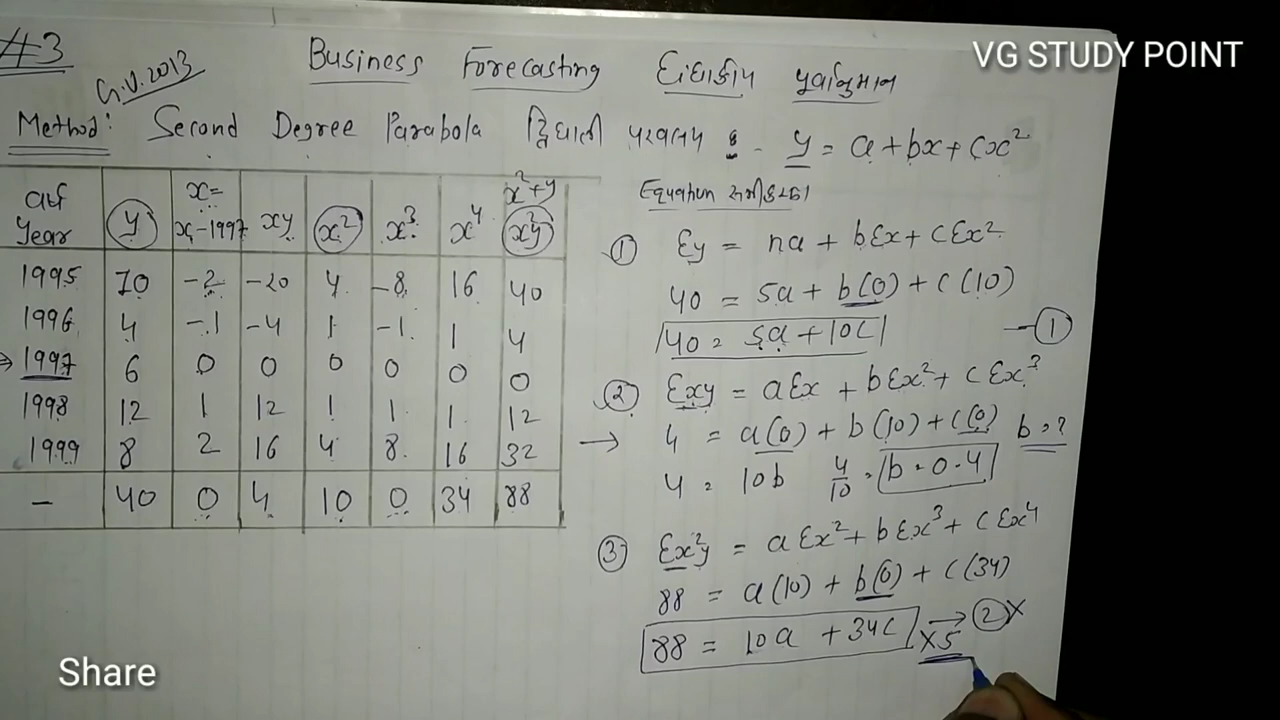 #3
VG STUDY POINT
Business Forecasting ધંધાકીય પૂર્વાનુમાન
G.U.2013
Method: Second Degree Parabola દ્વિઘાતી પરવલય : - y = a + bx + cx²
વર્ષ Year | y | x = x-1997 | xy | x² | x³ | x⁴ | x²+y x²y
1995 | 10 | -2 | -20 | 4 | -8 | 16 | 40
1996 | 4 | -1 | -4 | 1 | -1 | 1 | 4
⇒ 1997 | 6 | 0 | 0 | 0 | 0 | 0 | 0
1998 | 12 | 1 | 12 | 1 | 1 | 1 | 12
1999 | 8 | 2 | 16 | 4 | 8 | 16 | 32
- | 40 | 0 | 4 | 10 | 0 | 34 | 88
Equation સમીકરણ
① Σy = na + bΣx + cΣx²
40 = 5a + b(0) + c(10)
40 = 5a + 10c — ①
② Σxy = aΣx + bΣx² + cΣx³
→ 4 = a(0) + b(10) + c(0) b = ?
4 = 10b 4/10 = b = 0.4
③ Σx²y = aΣx² + bΣx³ + cΣx⁴
88 = a(10) + b(0) + c(34)
88 = 10a + 34c → ② x
x5
Share